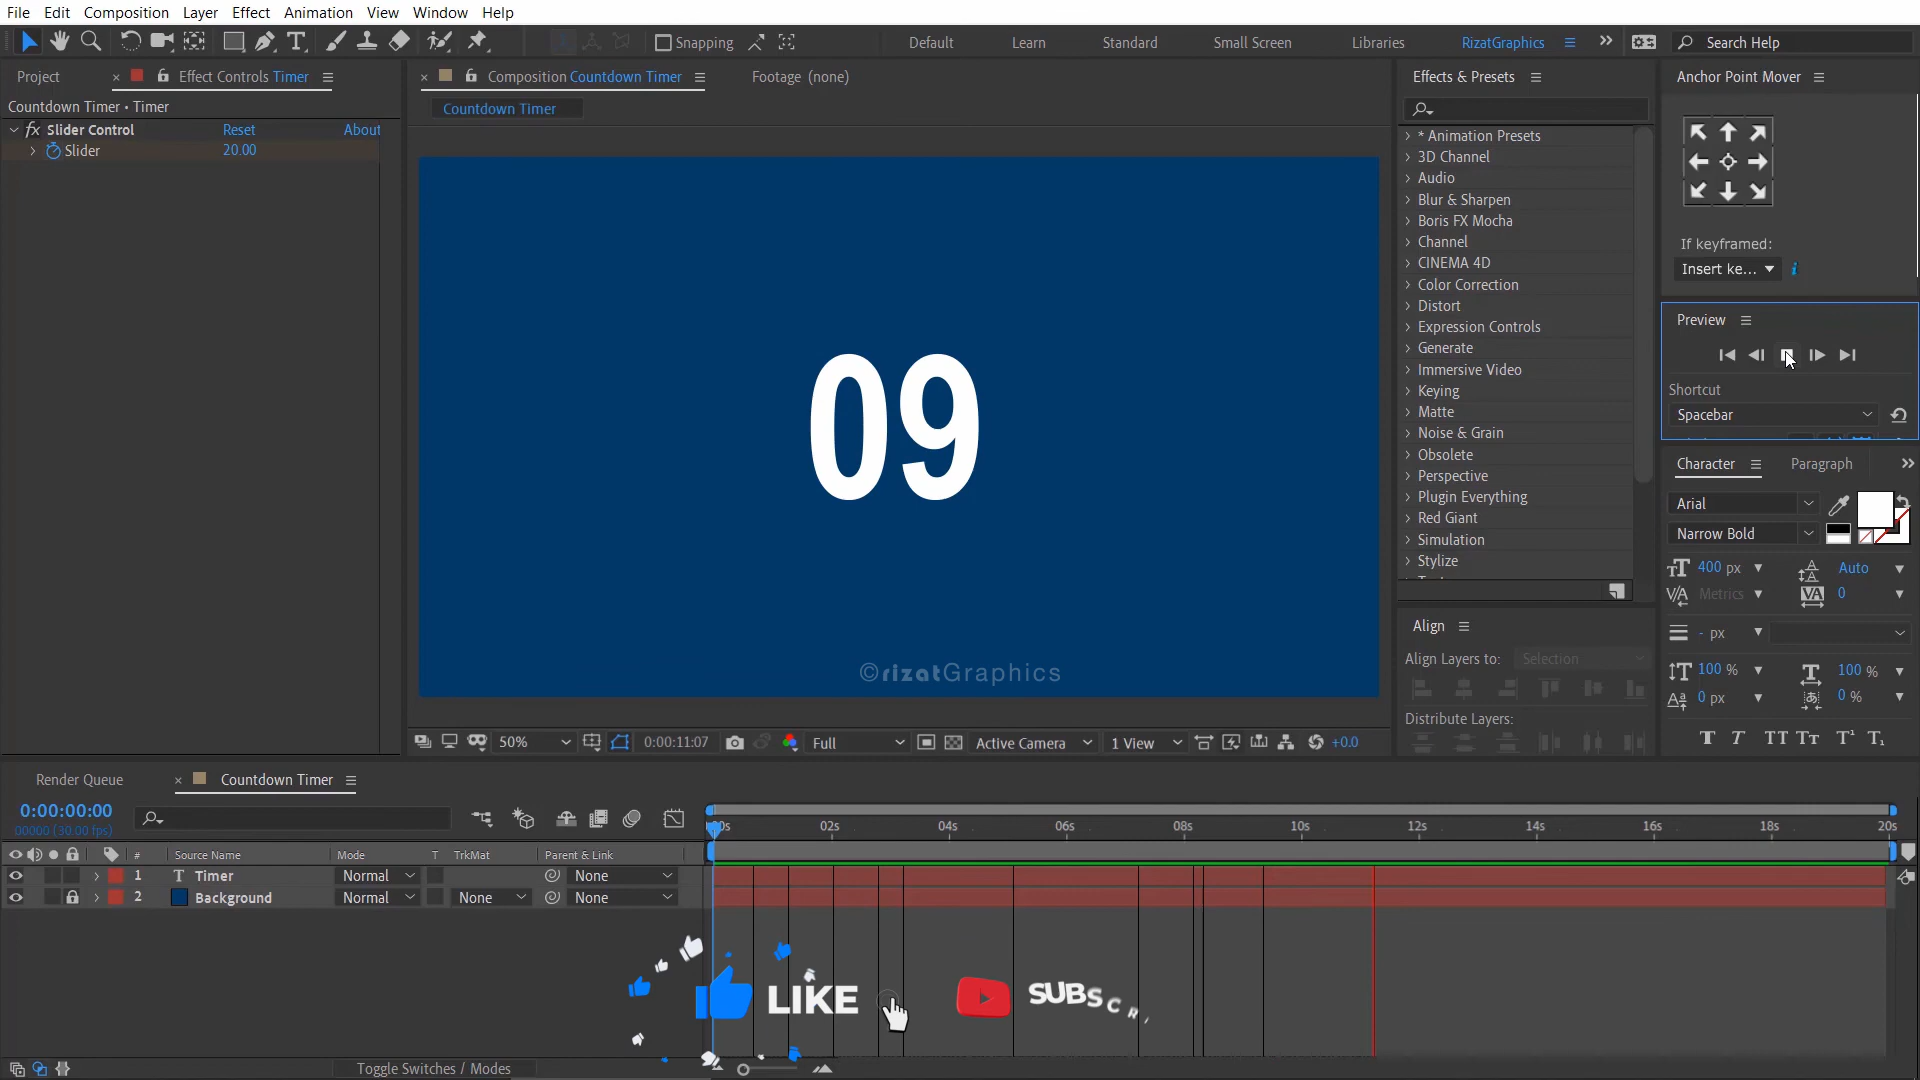 File Edit Composition Layer Effect Animation View Window Help
Snapping Default Learn Standard Small Screen Libraries RizatGraphics Search Help
Project Effect Controls Timer
Countdown Timer • Timer
fx Slider Control Reset About
Slider 20.00
Composition Countdown Timer Footage (none)
Countdown Timer
09
©rizatGraphics
50% 0:00:11:07 Full Active Camera 1 View +0.0
Effects & Presets
* Animation Presets
3D Channel
Audio
Blur & Sharpen
Boris FX Mocha
Channel
CINEMA 4D
Color Correction
Distort
Expression Controls
Generate
Immersive Video
Keying
Matte
Noise & Grain
Obsolete
Perspective
Plugin Everything
Red Giant
Simulation
Stylize
Align
Align Layers to: Selection
Distribute Layers:
Anchor Point Mover
If keyframed:
Insert ke...
Preview
Shortcut
Spacebar
Character Paragraph
Arial
Narrow Bold
400 px Auto
Metrics 0
- px
100 % 100 %
0 px 0 %
Render Queue Countdown Timer
0:00:00:00
00000 (30.00 fps)
02s 04s 06s 08s 10s 12s 14s 16s 18s 20s
# Source Name Mode T TrkMat Parent & Link
1 T Timer Normal None
2 Background Normal None None
LIKE SUBSCR
Toggle Switches / Modes